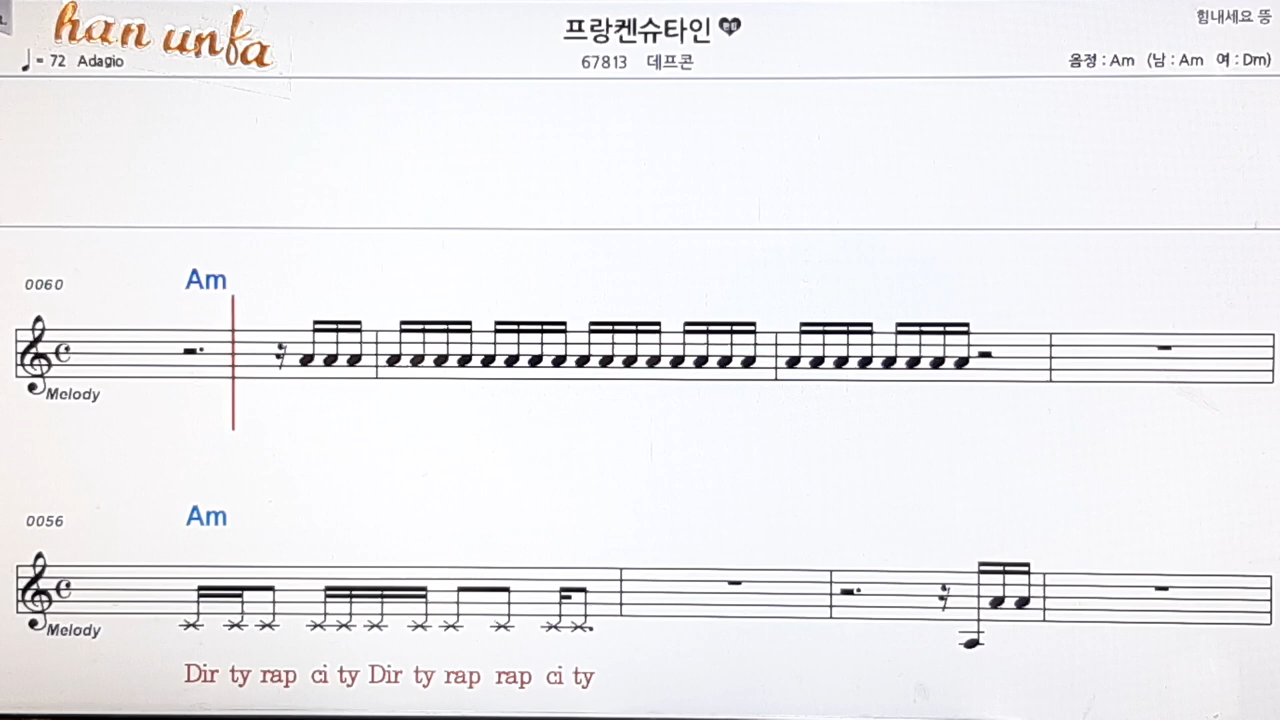 han unfa
프랑켄슈타인
힘내세요 뚱
♩= 72 Adagio
67813 데프콘
음정 : Am (남 : Am 여 : Dm)
0060
Am
Melody
0056
Am
Melody
Dir ty rap ci ty Dir ty rap rap ci ty